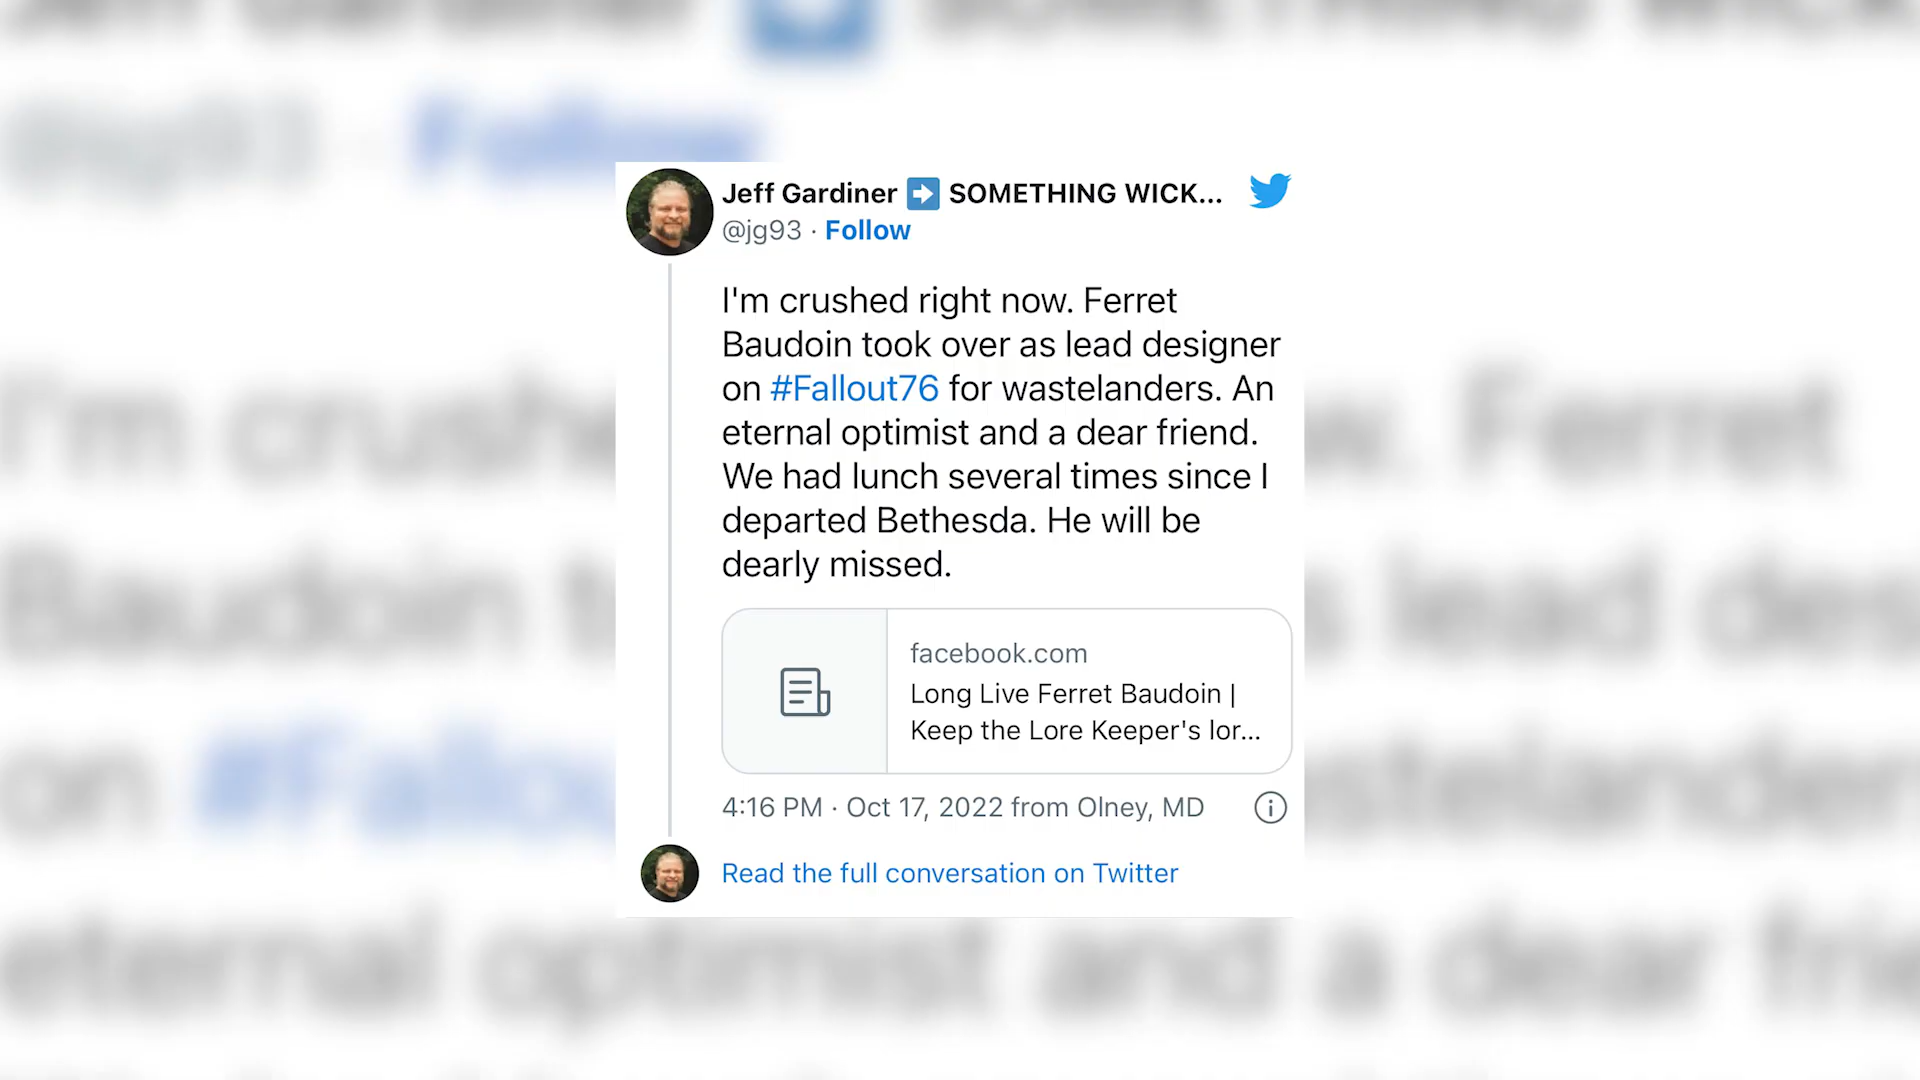 Jeff Gardiner ➡ SOMETHING WICK...
@jg93 · Follow
I'm crushed right now. Ferret
Baudoin took over as lead designer
on #Fallout76 for wastelanders. An
eternal optimist and a dear friend.
We had lunch several times since I
departed Bethesda. He will be
dearly missed.
facebook.com
Long Live Ferret Baudoin |
Keep the Lore Keeper's lor...
4:16 PM · Oct 17, 2022 from Olney, MD
Read the full conversation on Twitter